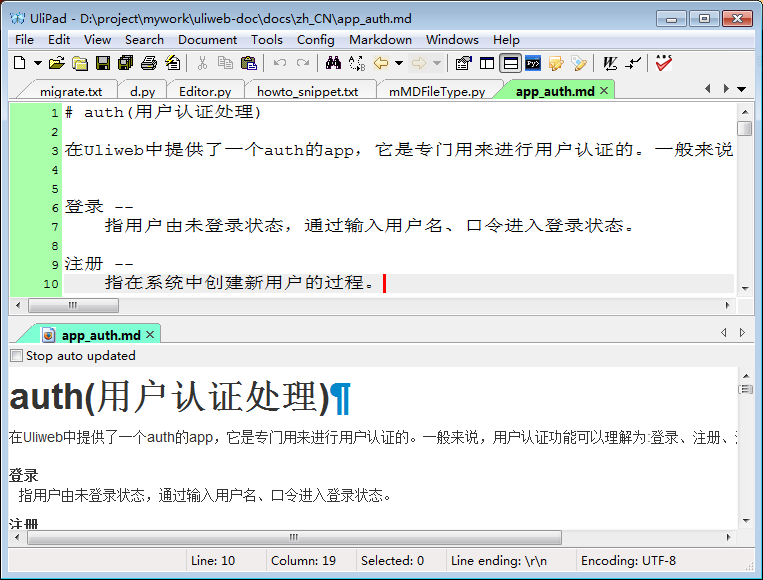 UliPad - D:\project\mywork\uliweb-doc\docs\zh_CN\app_auth.md
File Edit View Search Document Tools Config Markdown Windows Help
migrate.txt d.py Editor.py howto_snippet.txt mMDFileType.py app_auth.md
1 # auth(用户认证处理)
2
3 在Uliweb中提供了一个auth的app，它是专门用来进行用户认证的。一般来说
4
5
6 登录 --
7 指用户由未登录状态，通过输入用户名、口令进入登录状态。
8
9 注册 --
10 指在系统中创建新用户的过程。
app_auth.md
Stop auto updated
auth(用户认证处理)¶
在Uliweb中提供了一个auth的app，它是专门用来进行用户认证的。一般来说，用户认证功能可以理解为:登录、注册、
登录
指用户由未登录状态，通过输入用户名、口令进入登录状态。
注册
Line: 10 Column: 19 Selected: 0 Line ending: \r\n Encoding: UTF-8